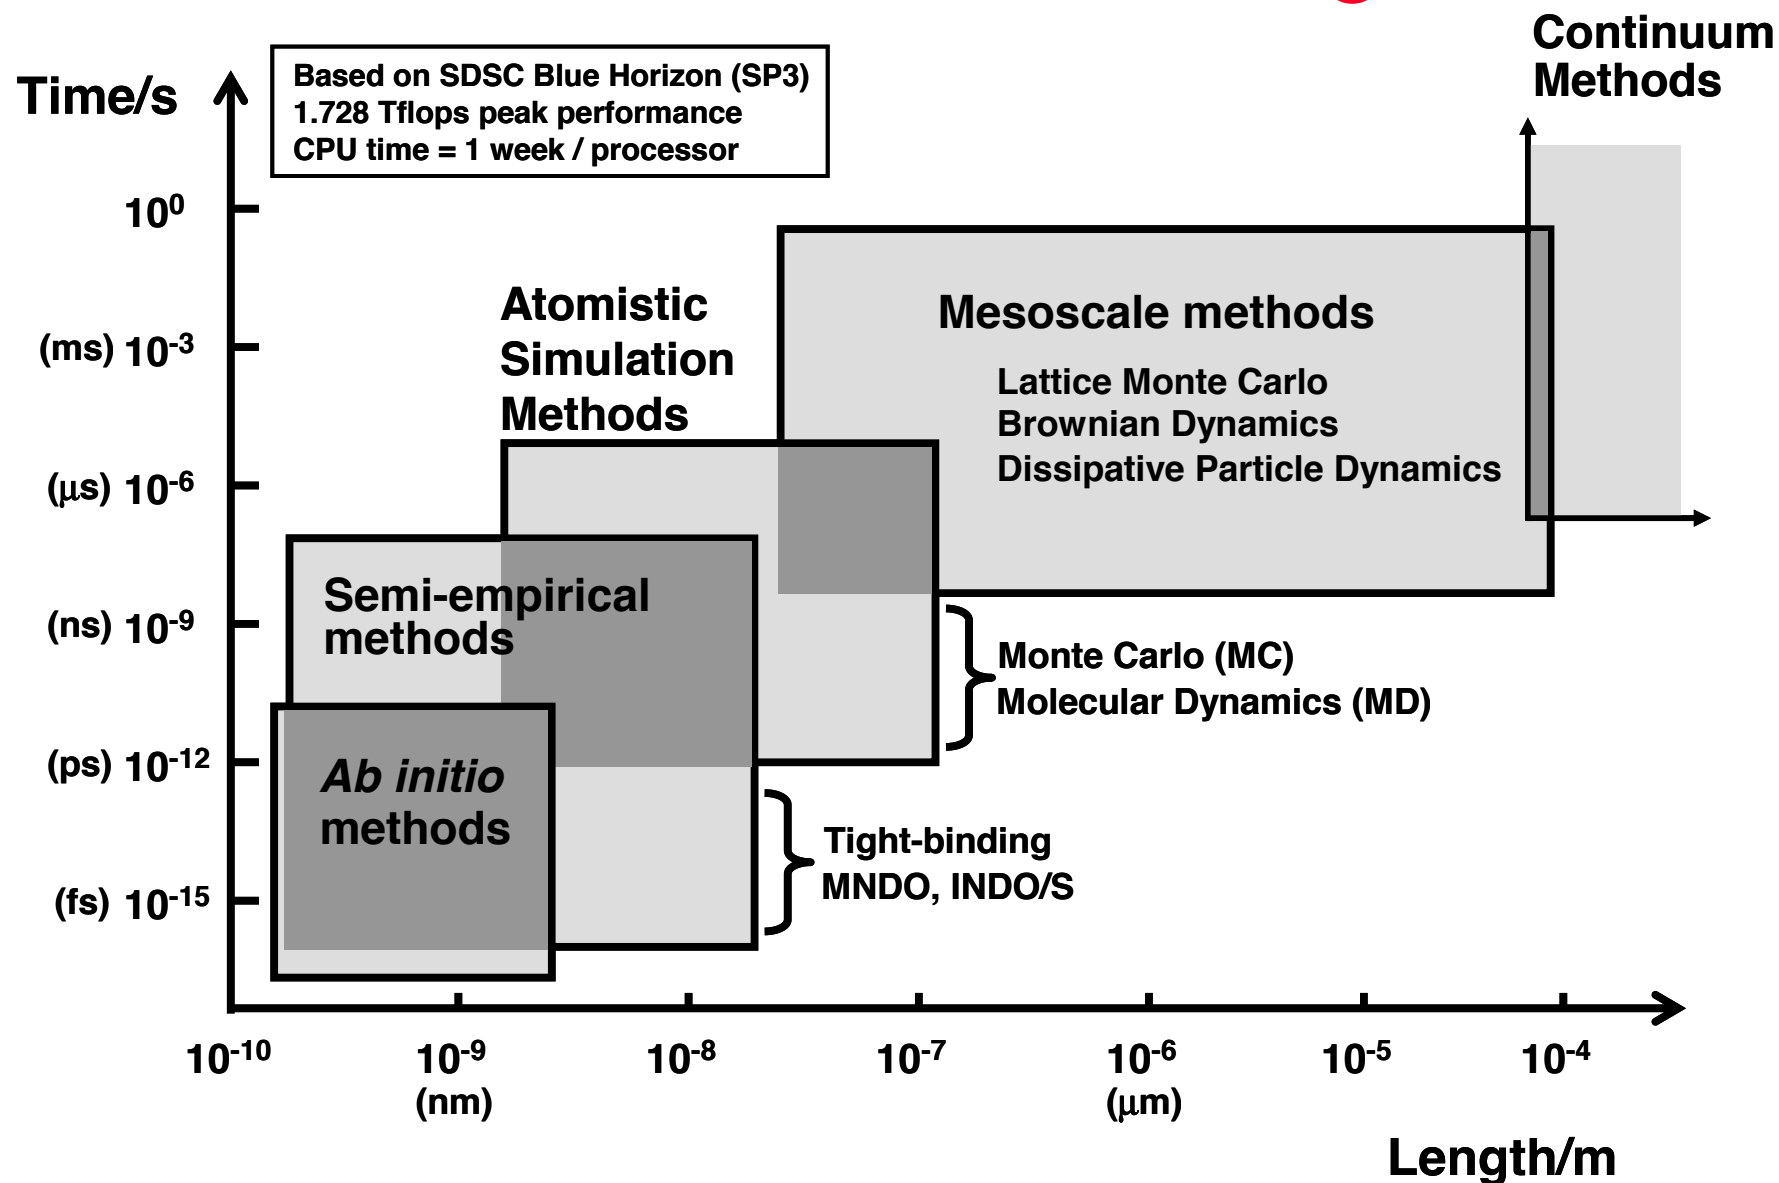 Continuum
Methods
Time/s
Based on SDSC Blue Horizon (SP3)
1.728 Tflops peak performance
CPU time = 1 week / processor
10⁰
(ms) 10⁻³
(μs) 10⁻⁶
(ns) 10⁻⁹
(ps) 10⁻¹²
(fs) 10⁻¹⁵
Mesoscale methods
Lattice Monte Carlo
Brownian Dynamics
Dissipative Particle Dynamics
Atomistic
Simulation
Methods
Semi-empirical
methods
Monte Carlo (MC)
Molecular Dynamics (MD)
Ab initio
methods
Tight-binding
MNDO, INDO/S
10⁻¹⁰ 10⁻⁹ 10⁻⁸ 10⁻⁷ 10⁻⁶ 10⁻⁵ 10⁻⁴
(nm) (μm)
Length/m